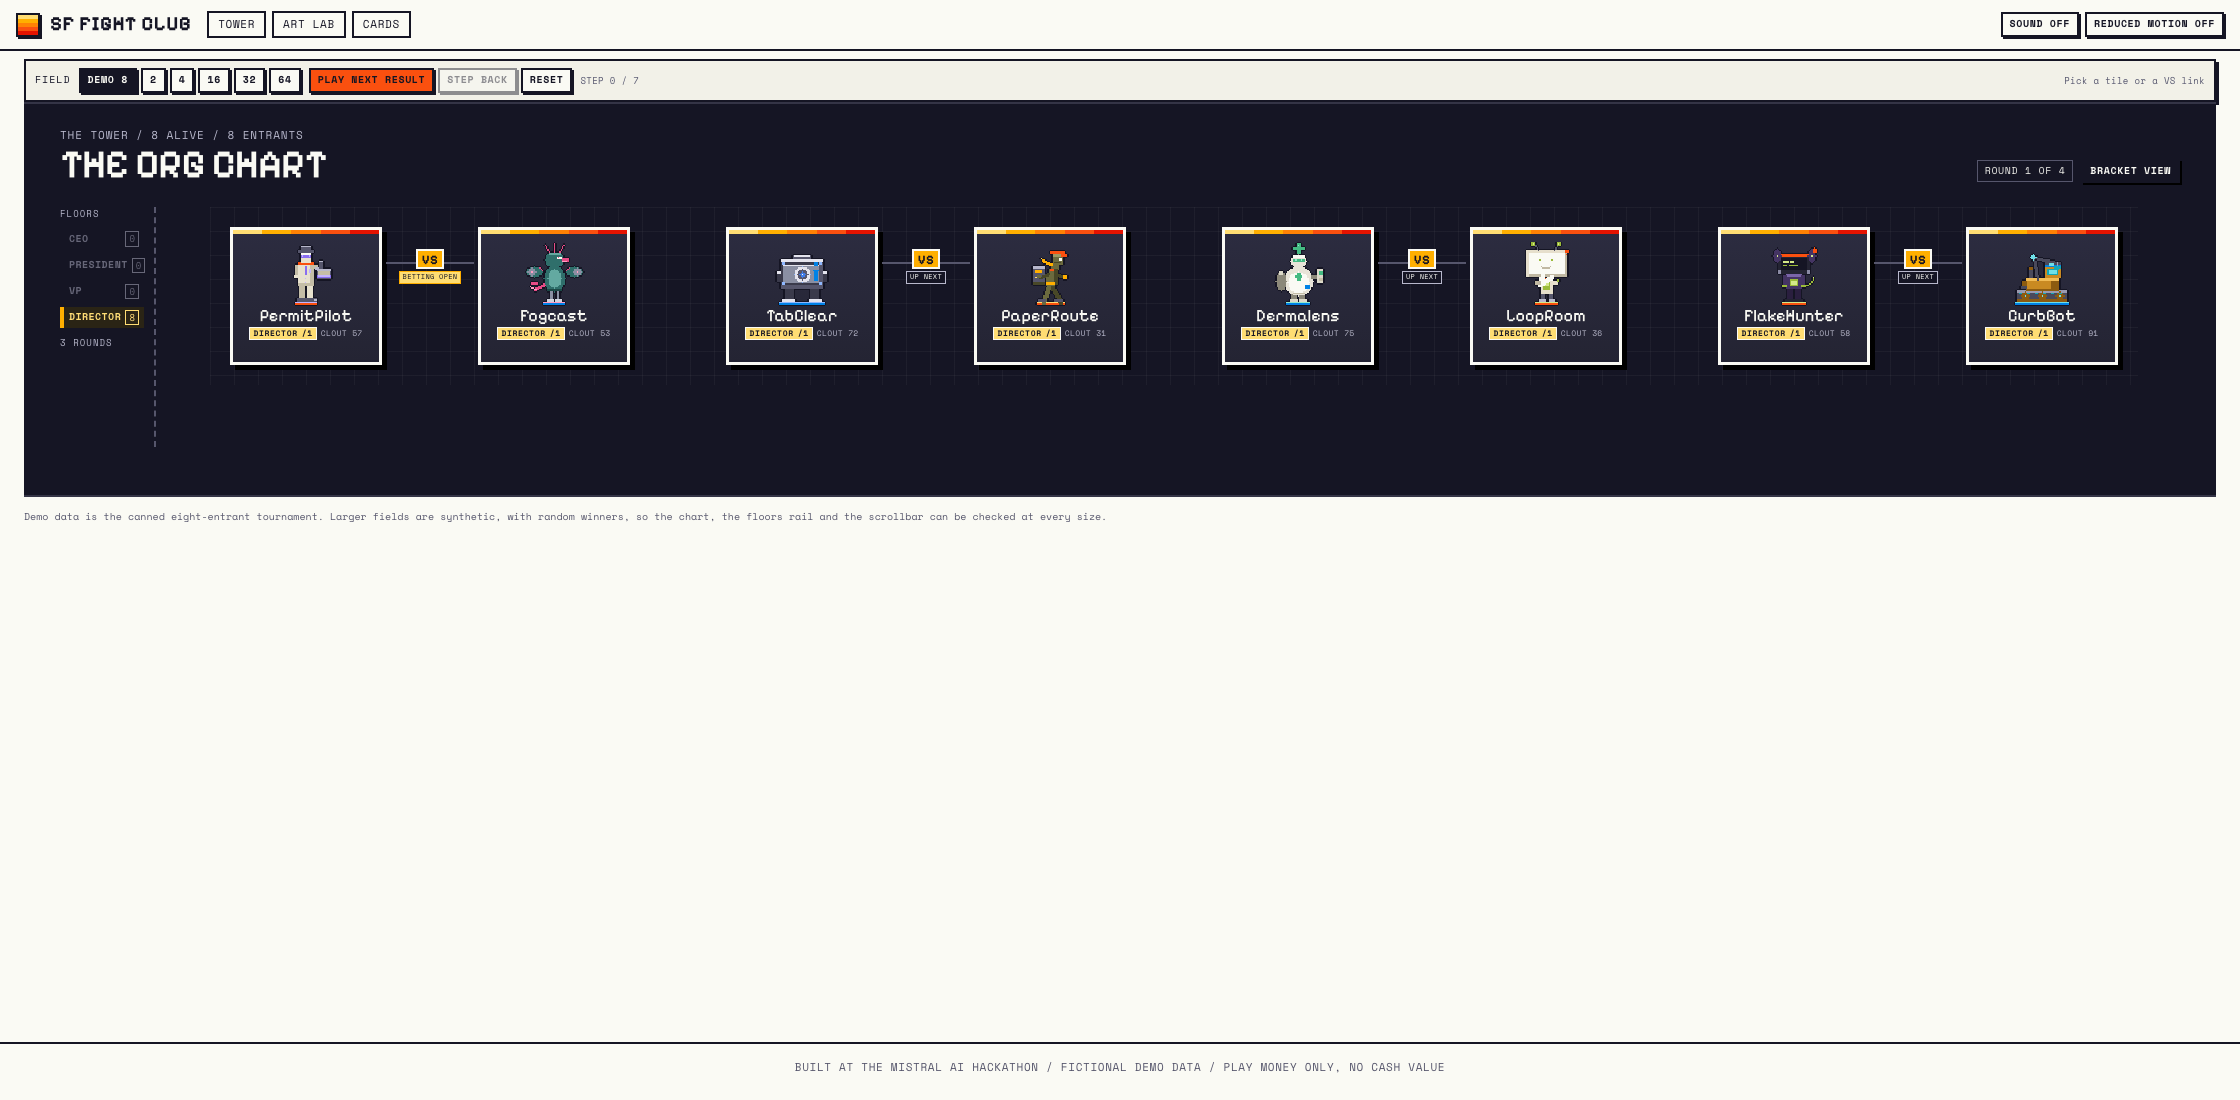 SF FIGHT CLUB TOWER ART LAB CARDS SOUND OFF REDUCED MOTION OFF
FIELD DEMO 8 2 4 16 32 64 PLAY NEXT RESULT STEP BACK RESET STEP 0 / 7 Pick a tile or a VS link
THE TOWER / 8 ALIVE / 8 ENTRANTS
THE ORG CHART
ROUND 1 OF 4 BRACKET VIEW
FLOORS
CEO 0
PRESIDENT 0
VP 0
DIRECTOR 8
3 ROUNDS
VS VS VS VS
BETTING OPEN UP NEXT UP NEXT UP NEXT
PermitPilot Fogcast TabClear PaperRoute Dermalens LoopRoom FlakeHunter CurbBot
DIRECTOR /1 CLOUT 57 DIRECTOR /1 CLOUT 53 DIRECTOR /1 CLOUT 72 DIRECTOR /1 CLOUT 31 DIRECTOR /1 CLOUT 75 DIRECTOR /1 CLOUT 36 DIRECTOR /1 CLOUT 58 DIRECTOR /1 CLOUT 91
Demo data is the canned eight-entrant tournament. Larger fields are synthetic, with random winners, so the chart, the floors rail and the scrollbar can be checked at every size.
BUILT AT THE MISTRAL AI HACKATHON / FICTIONAL DEMO DATA / PLAY MONEY ONLY, NO CASH VALUE